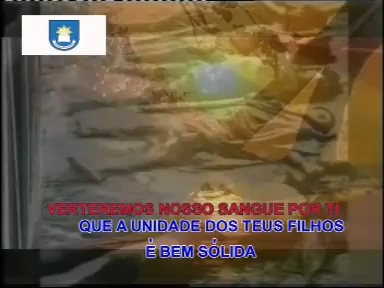 VERTEREMOS NOSSO SANGUE POR TI
QUE A UNIDADE DOS TEUS FILHOS
É BEM SÓLIDA